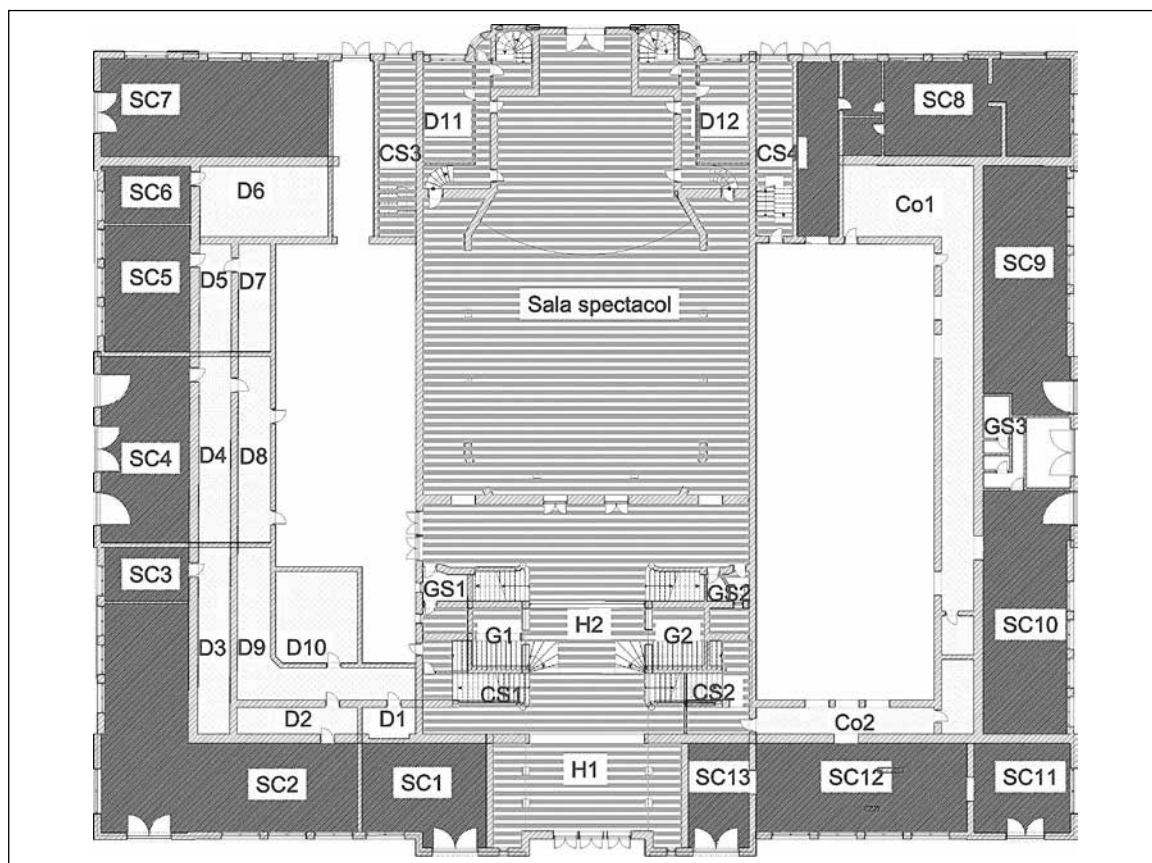 SC7
D11
D12
SC8
CS3
CS4
SC6
D6
Co1
SC5
D5
D7
SC9
Sala spectacol
SC4
D4
D8
GS3
SC3
GS1
GS2
D3
D9
D10
G1
H2
G2
SC10
CS1
CS2
D2
D1
Co2
H1
SC2
SC1
SC13
SC12
SC11